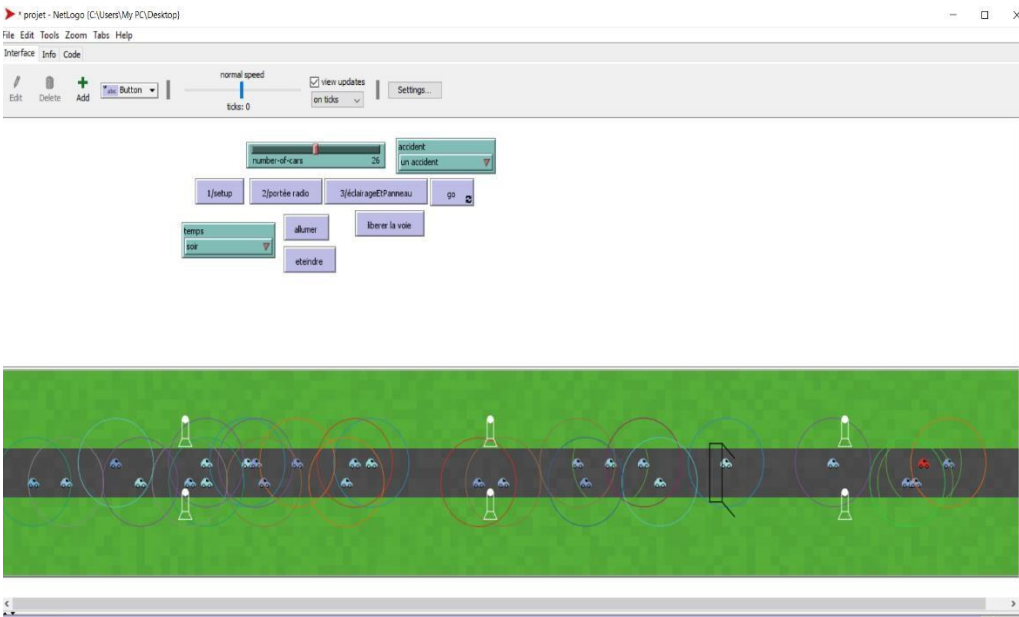 * projet - NetLogo {C:\Users\My PC\Desktop}
File Edit Tools Zoom Tabs Help
Interface Info Code
Edit Delete Add Button normal speed ticks: 0 view updates on ticks Settings...
number-of-cars 26
accident
un accident
1/setup 2/portée radio 3/éclairageEtPanneau go
temps
soir
allumer liberer la voie
eteindre